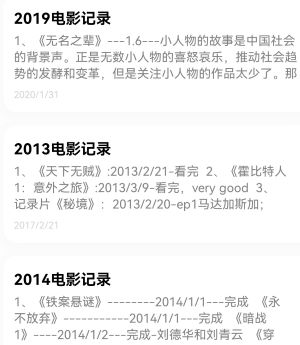 2019电影记录
1、《无名之辈》---1.6---小人物的故事是中国社会
的背景声。正是无数小人物的喜怒哀乐，推动社会趋
势的发酵和变革，但是关注小人物的作品太少了。那
2020/1/31
2013电影记录
1、《天下无贼》:2013/2/21-看完 2、《霍比特人
1：意外之旅》:2013/3/9-看完，very good 3、
记录片《秘境》：2013/2/20-ep1马达加斯加；
2017/2/21
2014电影记录
1、《铁案悬谜》--------2014/1/1---完成 《永
不放弃》-----------2014/1/1---完成 《暗战
1》----2014/1/2---完成-刘德华和刘青云 《穿